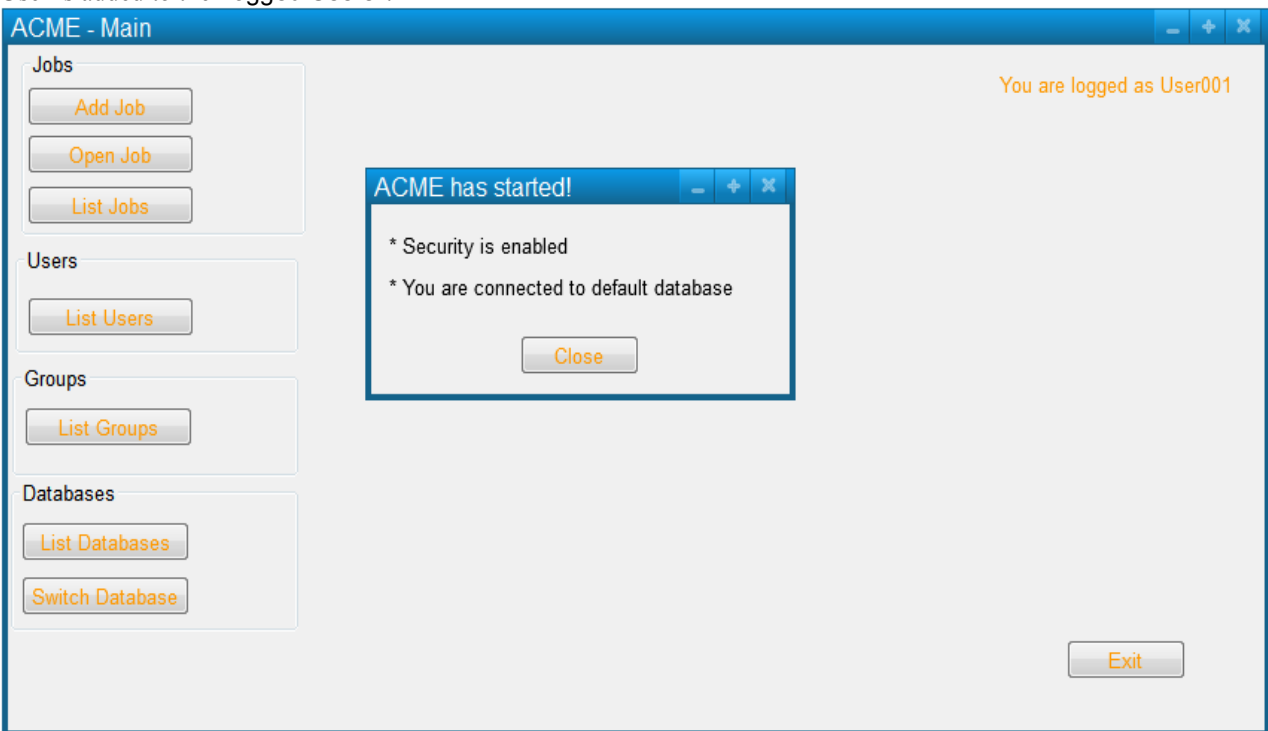 ACME - Main
Jobs
You are logged as User001
Add Job
Open Job
List Jobs
ACME has started!
* Security is enabled
* You are connected to default database
Close
Users
List Users
Groups
List Groups
Databases
List Databases
Switch Database
Exit